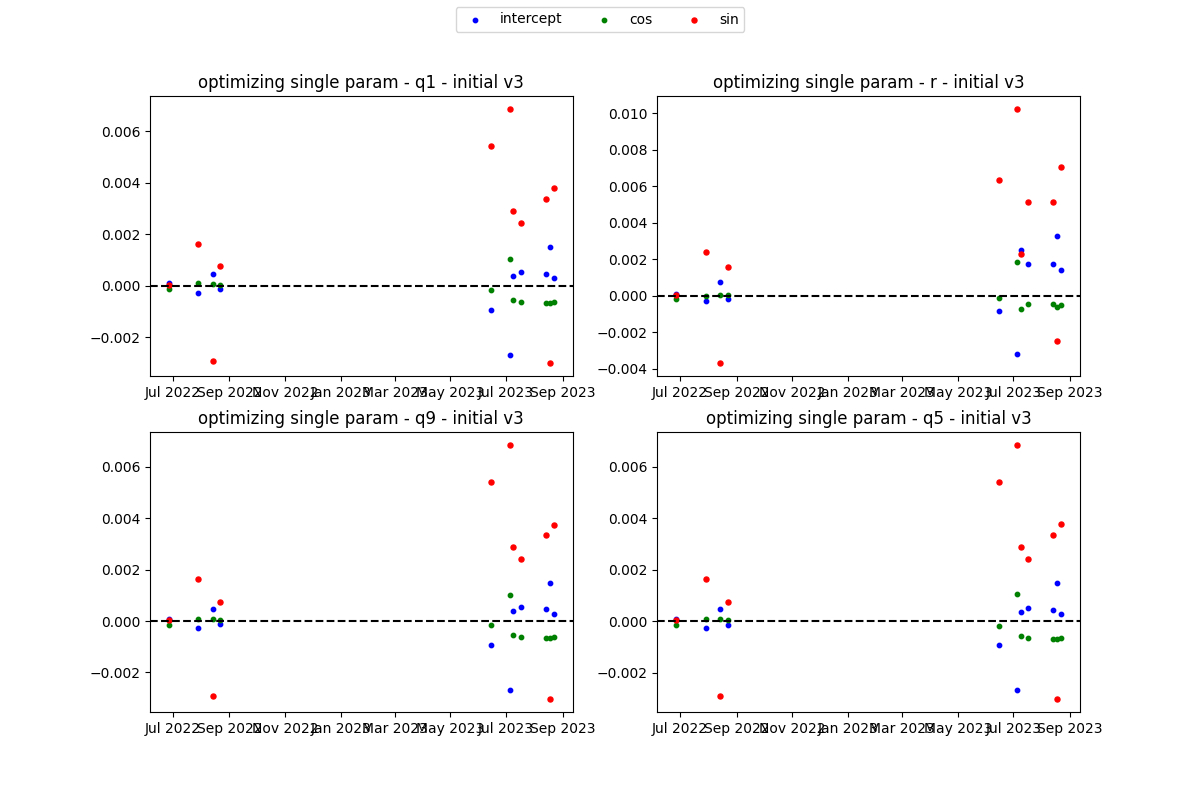 intercept cos sin
optimizing single param - q1 - initial v3
0.006
0.004
0.002
0.000
−0.002
Jul 2022 Sep 2022 Nov 2022 Jan 2023 Mar 2023 May 2023 Jul 2023 Sep 2023
optimizing single param - r - initial v3
0.010
0.008
0.006
0.004
0.002
0.000
−0.002
−0.004
Jul 2022 Sep 2022 Nov 2022 Jan 2023 Mar 2023 May 2023 Jul 2023 Sep 2023
optimizing single param - q9 - initial v3
0.006
0.004
0.002
0.000
−0.002
Jul 2022 Sep 2022 Nov 2022 Jan 2023 Mar 2023 May 2023 Jul 2023 Sep 2023
optimizing single param - q5 - initial v3
0.006
0.004
0.002
0.000
−0.002
Jul 2022 Sep 2022 Nov 2022 Jan 2023 Mar 2023 May 2023 Jul 2023 Sep 2023